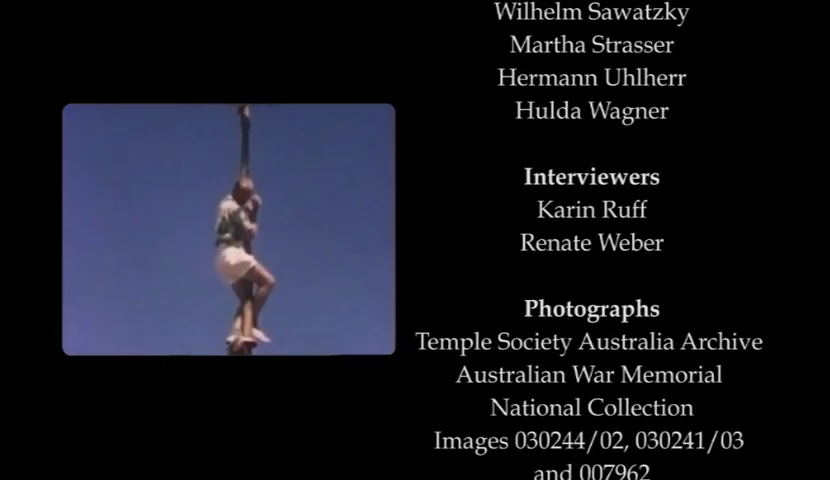 Wilhelm Sawatzky
Martha Strasser
Hermann Uhlherr
Hulda Wagner
Interviewers
Karin Ruff
Renate Weber
Photographs
Temple Society Australia Archive
Australian War Memorial
National Collection
Images 030244/02, 030241/03
and 007962